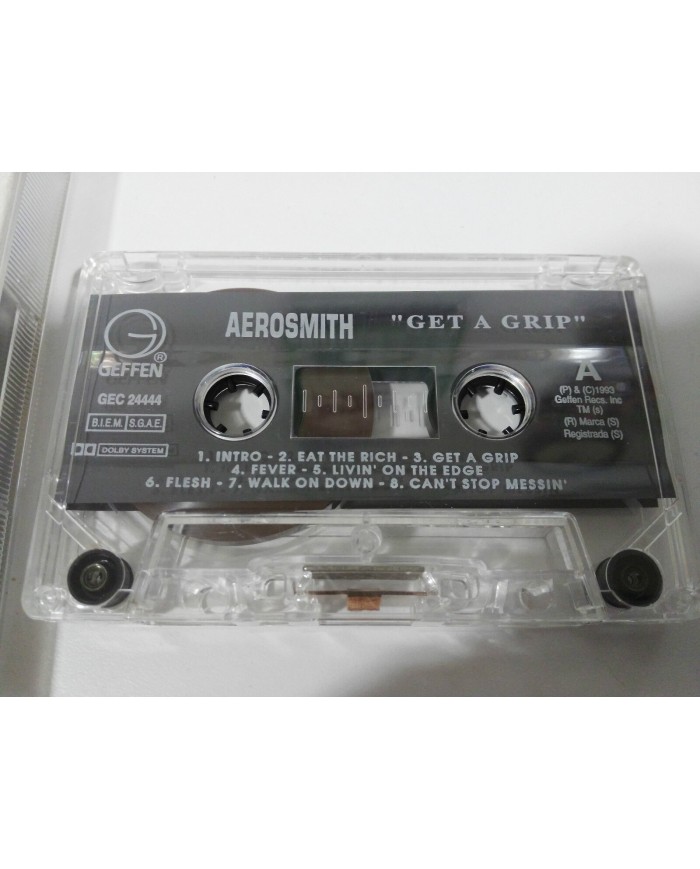 AEROSMITH "GET A GRIP"
G
GEFFEN ®
GEC 24444
B.I.E.M. S.G.A.E.
DOLBY SYSTEM
A
(P) & (C)1993
Geffen Recs. Inc
TM (s)
(R) Marca (S)
Registrada (S)
1. INTRO - 2. EAT THE RICH - 3. GET A GRIP
4. FEVER - 5. LIVIN' ON THE EDGE
6. FLESH - 7. WALK ON DOWN - 8. CAN'T STOP MESSIN'